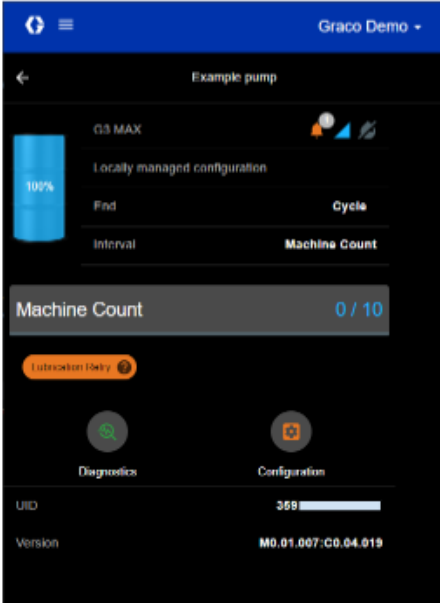 Graco Demo
Example pump
G3 MAX
1
Locally managed configuration
100%
End Cycle
Interval Machine Count
Machine Count 0 / 10
Lubrication Retry ?
Diagnostics Configuration
UID 359
Version M0.01.007:C0.04.019